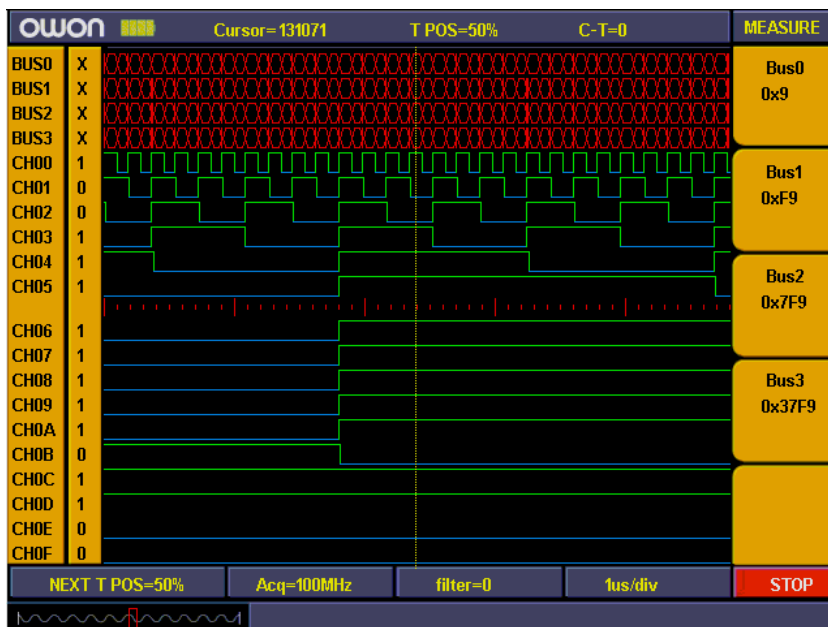 owon Cursor=131071 T POS=50% C-T=0 MEASURE
BUS0 X
BUS1 X
BUS2 X
BUS3 X
CH00 1
CH01 0
CH02 0
CH03 1
CH04 1
CH05 1
CH06 1
CH07 1
CH08 1
CH09 1
CH0A 1
CH0B 0
CH0C 1
CH0D 1
CH0E 0
CH0F 0
Bus0
0x9
Bus1
0xF9
Bus2
0x7F9
Bus3
0x37F9
NEXT T POS=50% Acq=100MHz filter=0 1us/div STOP